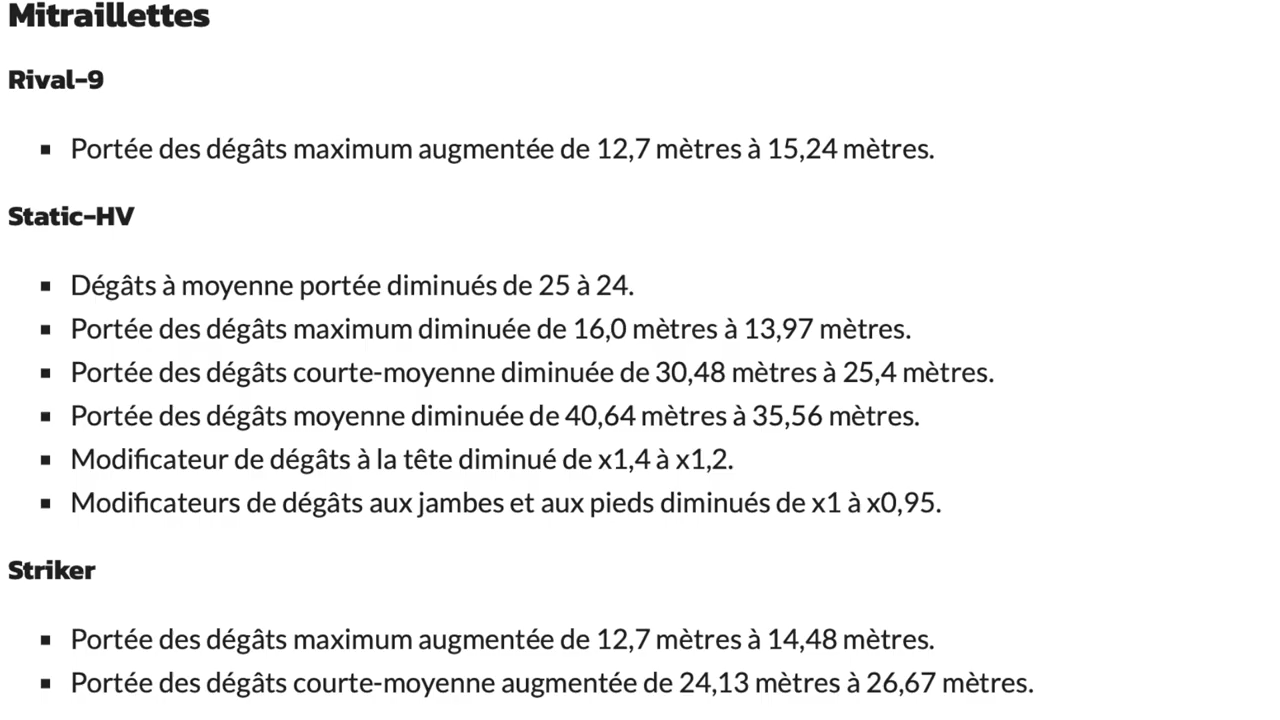 Mitraillettes
Rival-9
▪ Portée des dégâts maximum augmentée de 12,7 mètres à 15,24 mètres.
Static-HV
▪ Dégâts à moyenne portée diminués de 25 à 24.
▪ Portée des dégâts maximum diminuée de 16,0 mètres à 13,97 mètres.
▪ Portée des dégâts courte-moyenne diminuée de 30,48 mètres à 25,4 mètres.
▪ Portée des dégâts moyenne diminuée de 40,64 mètres à 35,56 mètres.
▪ Modificateur de dégâts à la tête diminué de x1,4 à x1,2.
▪ Modificateurs de dégâts aux jambes et aux pieds diminués de x1 à x0,95.
Striker
▪ Portée des dégâts maximum augmentée de 12,7 mètres à 14,48 mètres.
▪ Portée des dégâts courte-moyenne augmentée de 24,13 mètres à 26,67 mètres.